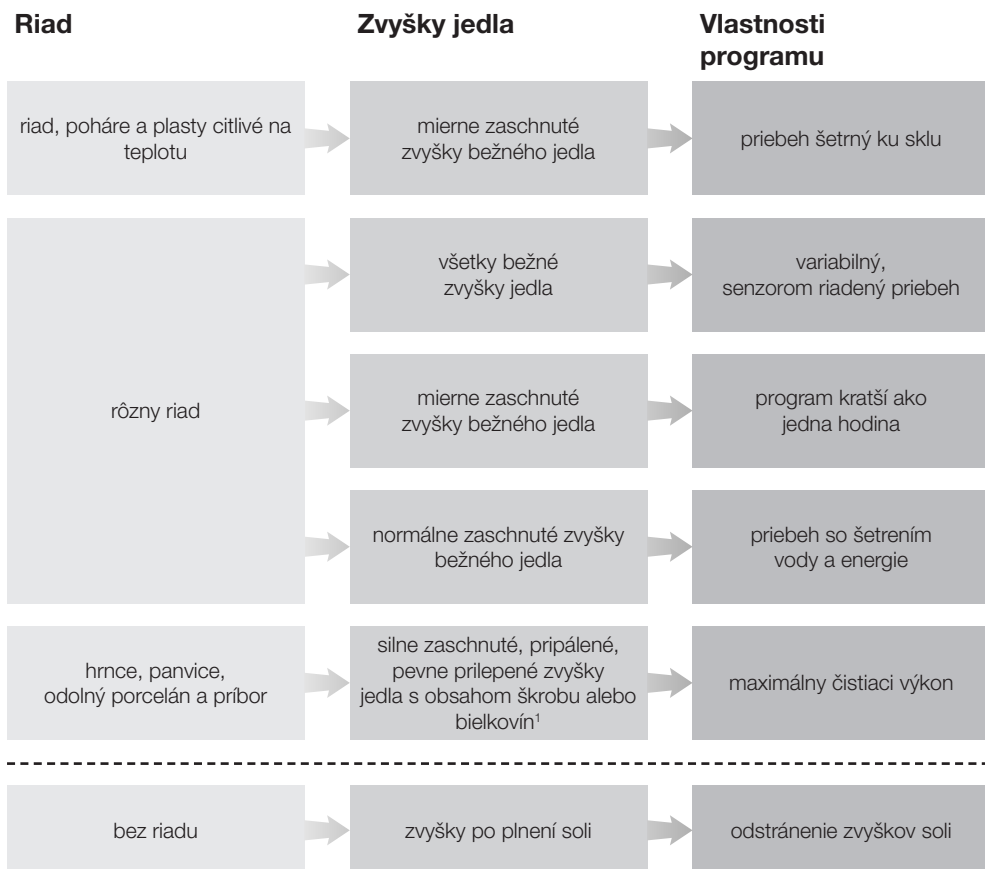 Riad
Zvyšky jedla
Vlastnosti
programu
riad, poháre a plasty citlivé na
teplotu
mierne zaschnuté
zvyšky bežného jedla
priebeh šetrný ku sklu
rôzny riad
všetky bežné
zvyšky jedla
variabilný,
senzorom riadený priebeh
mierne zaschnuté
zvyšky bežného jedla
program kratší ako
jedna hodina
normálne zaschnuté zvyšky
bežného jedla
priebeh so šetrením
vody a energie
hrnce, panvice,
odolný porcelán a príbor
silne zaschnuté, pripálené,
pevne prilepené zvyšky
jedla s obsahom škrobu alebo
bielkovín¹
maximálny čistiaci výkon
bez riadu
zvyšky po plnení soli
odstránenie zvyškov soli